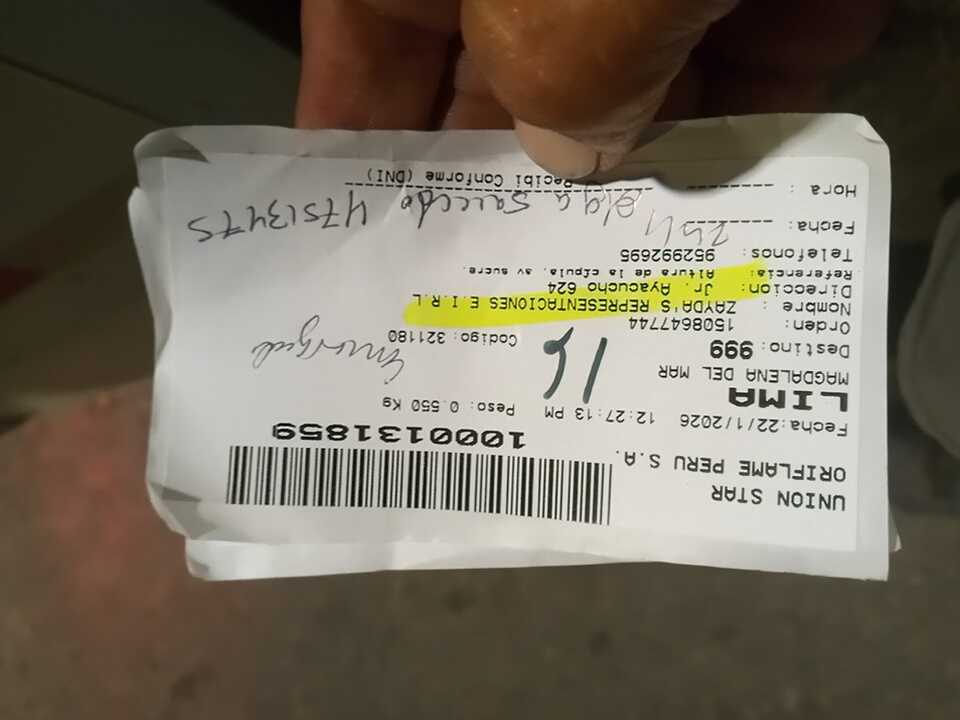 UNION STAR
ORIFLAME PERU S.A.
1000131859
Fecha:22/1/2026 12:27:13 PM Peso: 0.550 Kg
LIMA
MAGDALENA DEL MAR
16
Destino: 999
Orden: 1508647744 Codigo: 321180
Nombre : ZAYDA'S REPRESENTACIONES E.I.R.L
Direccion: Jr. Ayacucho 624
Referencia: Altura de la cípula. av sucre.
Telefonos: 952992695
Fecha:
Saucedo 47513475
Hora :
Recibi Conforme (DNI)